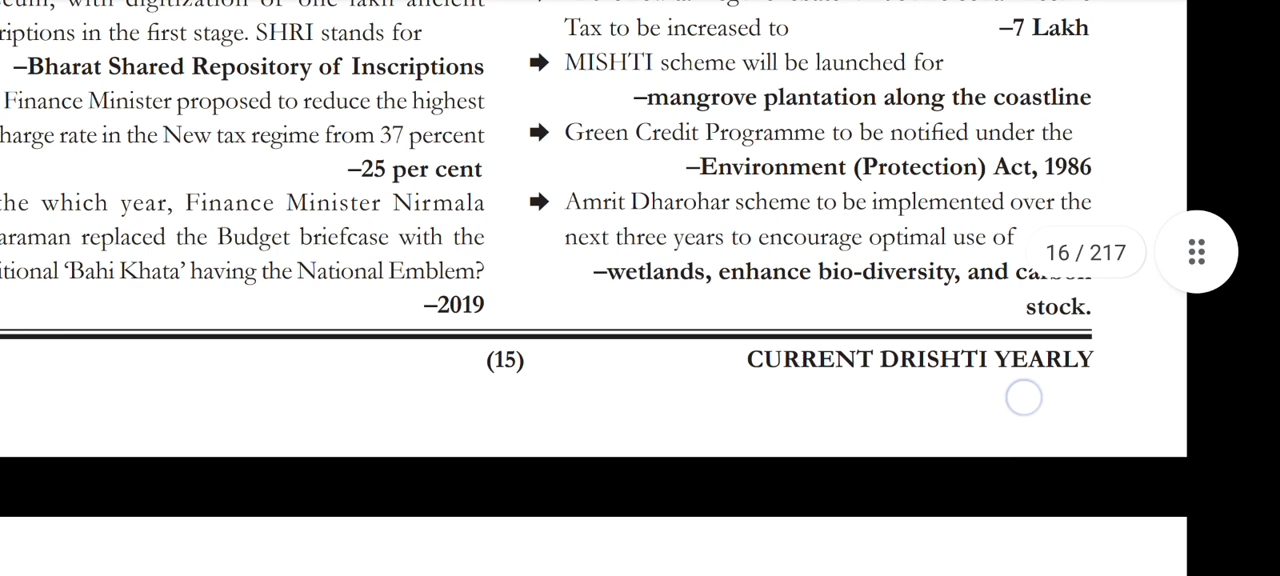 riptions in the first stage. SHRI stands for
–Bharat Shared Repository of Inscriptions
Finance Minister proposed to reduce the highest
harge rate in the New tax regime from 37 percent
–25 per cent
the which year, Finance Minister Nirmala
araman replaced the Budget briefcase with the
itional ‘Bahi Khata’ having the National Emblem?
–2019
Tax to be increased to –7 Lakh
➡ MISHTI scheme will be launched for
–mangrove plantation along the coastline
➡ Green Credit Programme to be notified under the
–Environment (Protection) Act, 1986
➡ Amrit Dharohar scheme to be implemented over the
next three years to encourage optimal use of
–wetlands, enhance bio-diversity, and
stock.
16 / 217
(15) CURRENT DRISHTI YEARLY